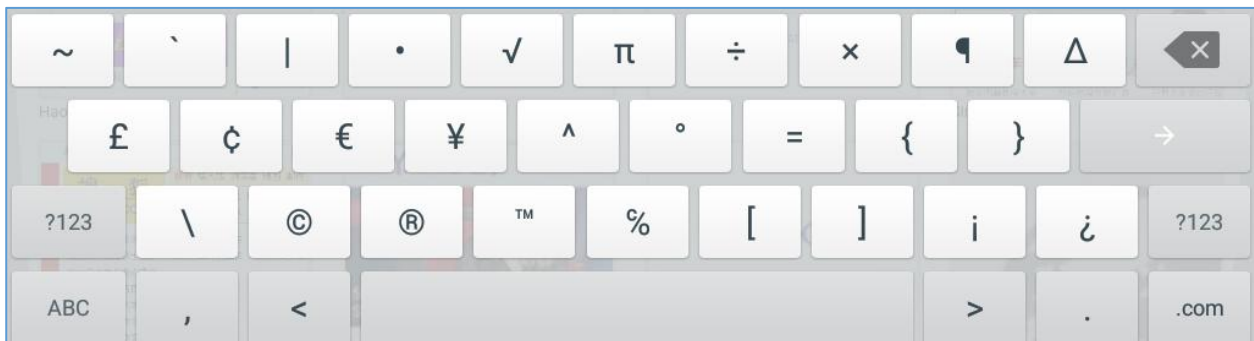 ~ ` | • √ π ÷ × ¶ Δ
£ ¢ € ¥ ^ ° = { }
?123 \ © ® ™ ℅ [ ] ¡ ¿ ?123
ABC , < > . .com